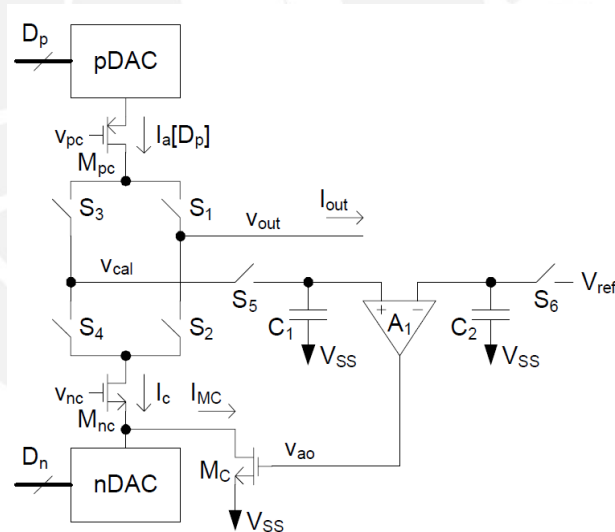 D_p
pDAC
v_pc
I_a[D_p]
M_pc
S_3
S_1
I_out
v_out
v_cal
S_5
S_6
V_ref
+
−
A_1
C_1
C_2
S_4
S_2
V_SS
V_SS
v_nc
I_c
I_MC
M_nc
D_n
nDAC
M_C
v_ao
V_SS